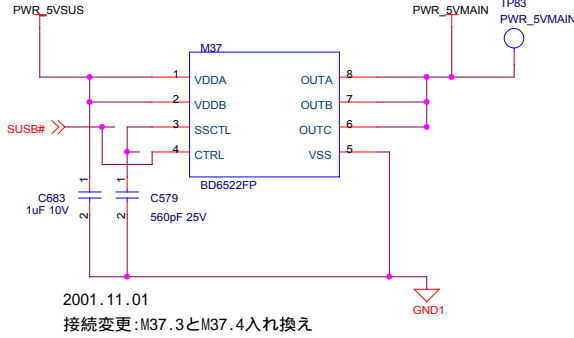 PWR_5VSUS
PWR_5VMAIN
TP83
PWR_5VMAIN
M37
1 VDDA OUTA 8
2 VDDB OUTB 7
3 SSCTL OUTC 6
4 CTRL VSS 5
SUSB#
BD6522FP
1 1
C683 C579
1uF 10V 560pF 25V
2 2
GND1
2001.11.01
接続変更:M37.3とM37.4入れ換え